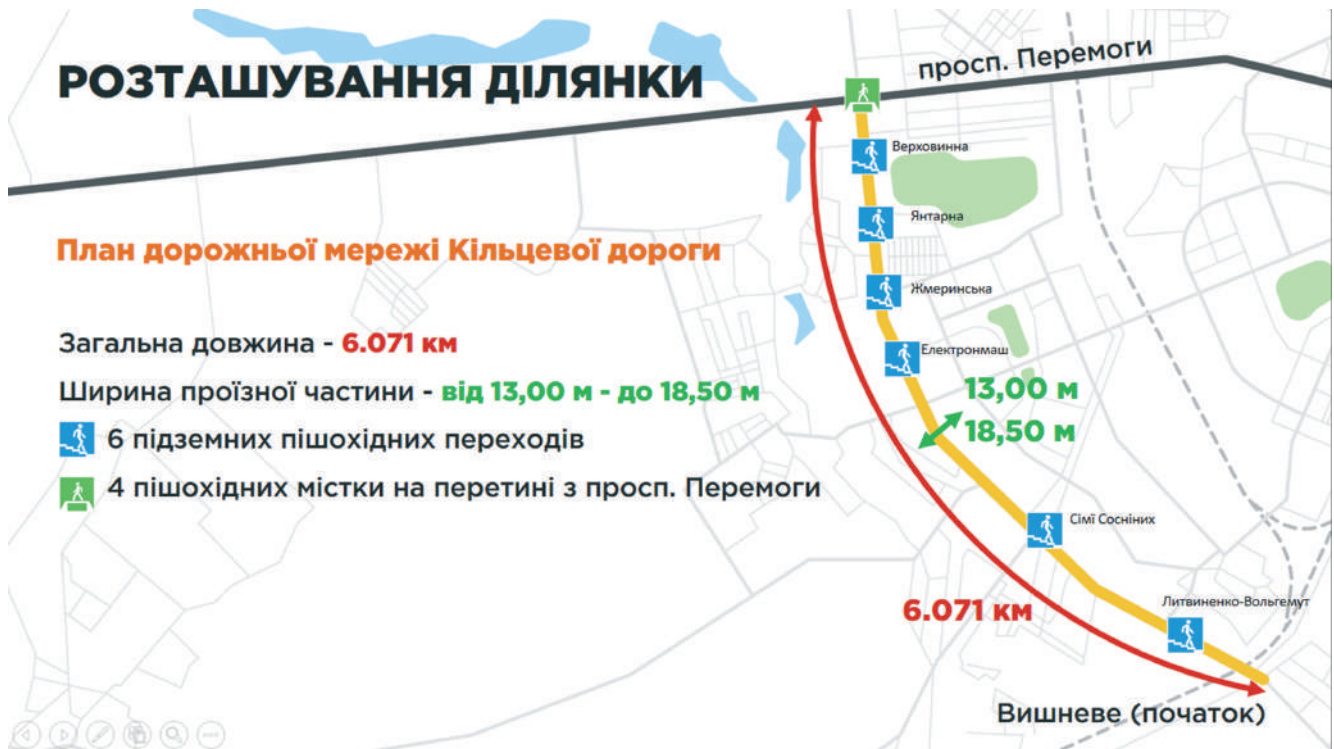 РОЗТАШУВАННЯ ДІЛЯНКИ
просп. Перемоги
Верховинна
Янтарна
План дорожньої мережі Кільцевої дороги
Жмеринська
Загальна довжина - 6.071 км
Електронмаш
Ширина проїзної частини - від 13,00 м - до 18,50 м
13,00 м
18,50 м
6 підземних пішохідних переходів
4 пішохідних містки на перетині з просп. Перемоги
Сімї Сосніних
6.071 км
Литвиненко-Вольгемут
Вишневе (початок)